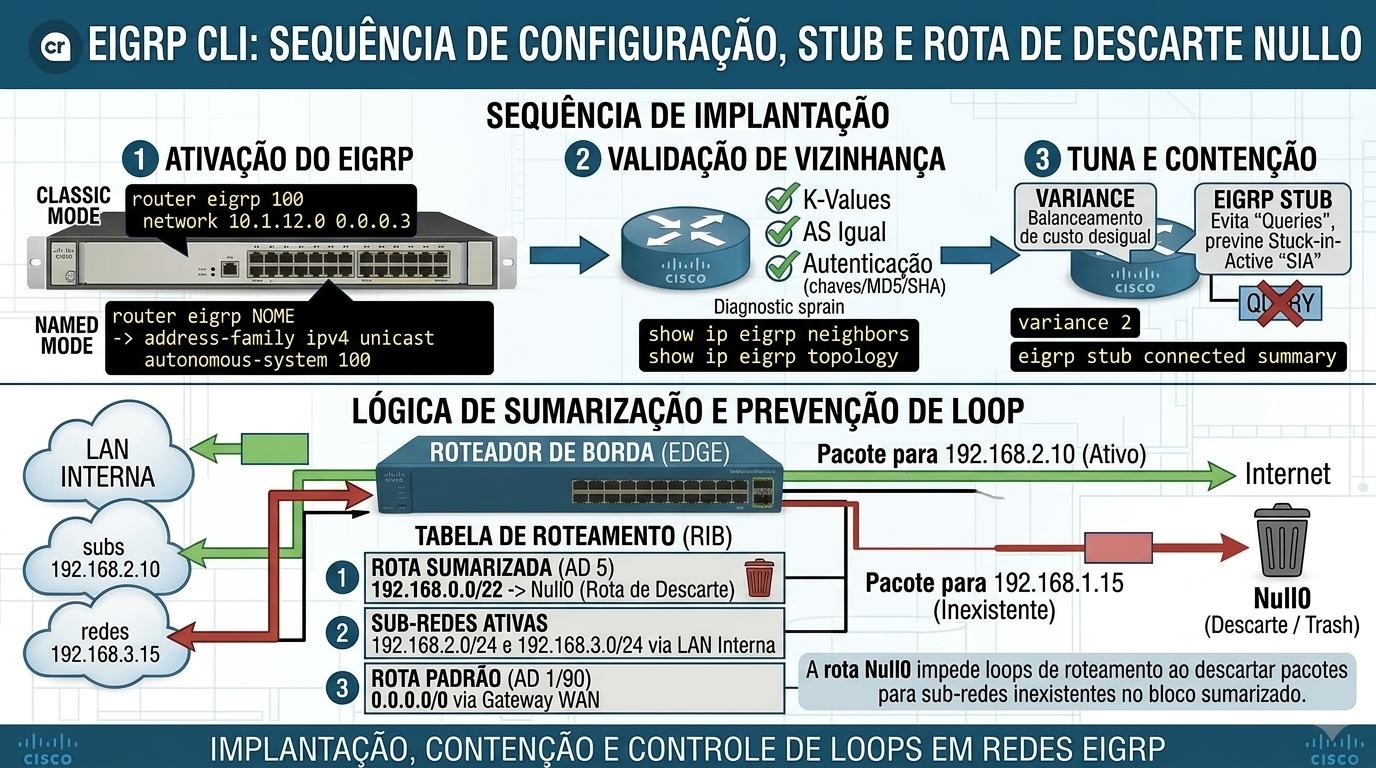 cr
EIGRP CLI: SEQUÊNCIA DE CONFIGURAÇÃO, STUB E ROTA DE DESCARTE NULL0
SEQUÊNCIA DE IMPLANTAÇÃO
1 ATIVAÇÃO DO EIGRP
CLASSIC
MODE
router eigrp 100
network 10.1.12.0 0.0.0.3
CISCO
NAMED
MODE
router eigrp NOME
-> address-family ipv4 unicast
autonomous-system 100
2 VALIDAÇÃO DE VIZINHANÇA
K-Values
AS Igual
Autenticação
(chaves/MD5/SHA)
CISCO
Diagnostic sprain
show ip eigrp neighbors
show ip eigrp topology
3 TUNA E CONTENÇÃO
VARIANCE
Balanceamento
de custo desigual
EIGRP STUB
Evita “Queries”,
previne Stuck-in-
Active “SIA”
CISCO
QUERY
variance 2
eigrp stub connected summary
LÓGICA DE SUMARIZAÇÃO E PREVENÇÃO DE LOOP
LAN
INTERNA
subs
192.168.2.10
redes
192.168.3.15
ROTEADOR DE BORDA (EDGE)
Pacote para 192.168.2.10 (Ativo)
Internet
TABELA DE ROTEAMENTO (RIB)
1 ROTA SUMARIZADA (AD 5)
192.168.0.0/22 -> Null0 (Rota de Descarte)
2 SUB-REDES ATIVAS
192.168.2.0/24 e 192.168.3.0/24 via LAN Interna
3 ROTA PADRÃO (AD 1/90)
0.0.0.0/0 via Gateway WAN
Pacote para 192.168.1.15
(Inexistente)
Null0
(Descarte / Trash)
A rota Null0 impede loops de roteamento ao descartar pacotes
para sub-redes inexistentes no bloco sumarizado.
CISCO
IMPLANTAÇÃO, CONTENÇÃO E CONTROLE DE LOOPS EM REDES EIGRP
CISCO